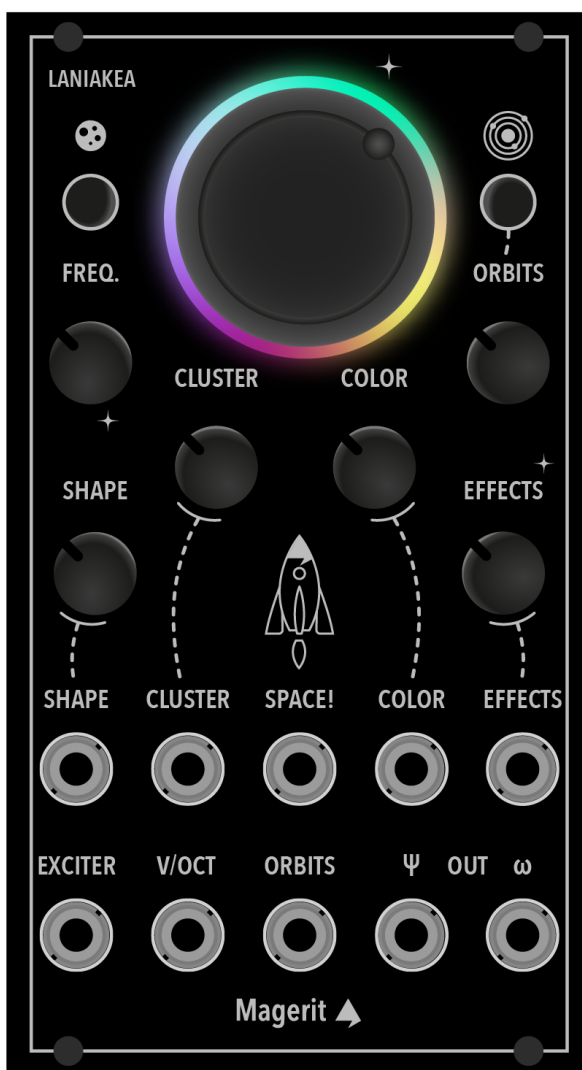 LANIAKEA
FREQ.
ORBITS
CLUSTER COLOR
SHAPE
EFFECTS
SHAPE CLUSTER SPACE! COLOR EFFECTS
EXCITER V/OCT ORBITS Ψ OUT ω
Magerit